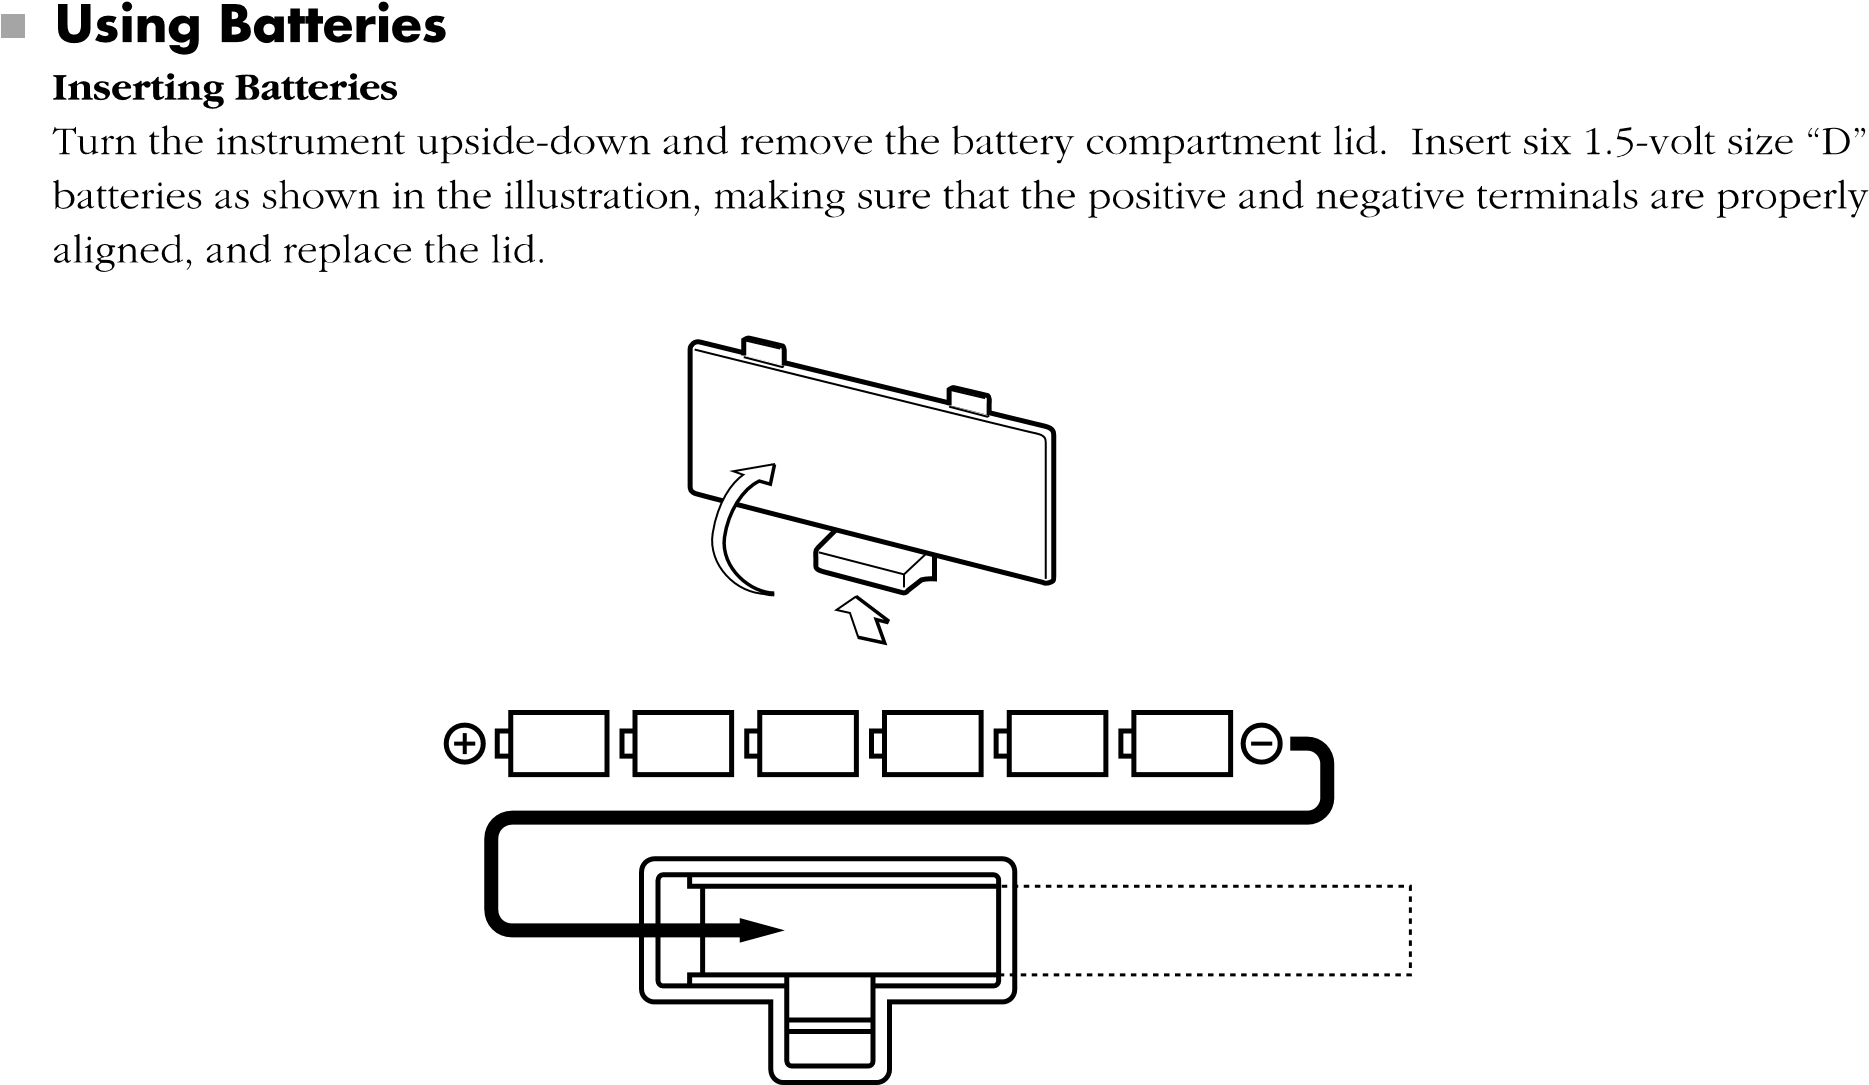 Using Batteries
Inserting Batteries
Turn the instrument upside-down and remove the battery compartment lid.  Insert six 1.5-volt size “D”
batteries as shown in the illustration, making sure that the positive and negative terminals are properly
aligned, and replace the lid.
+ −